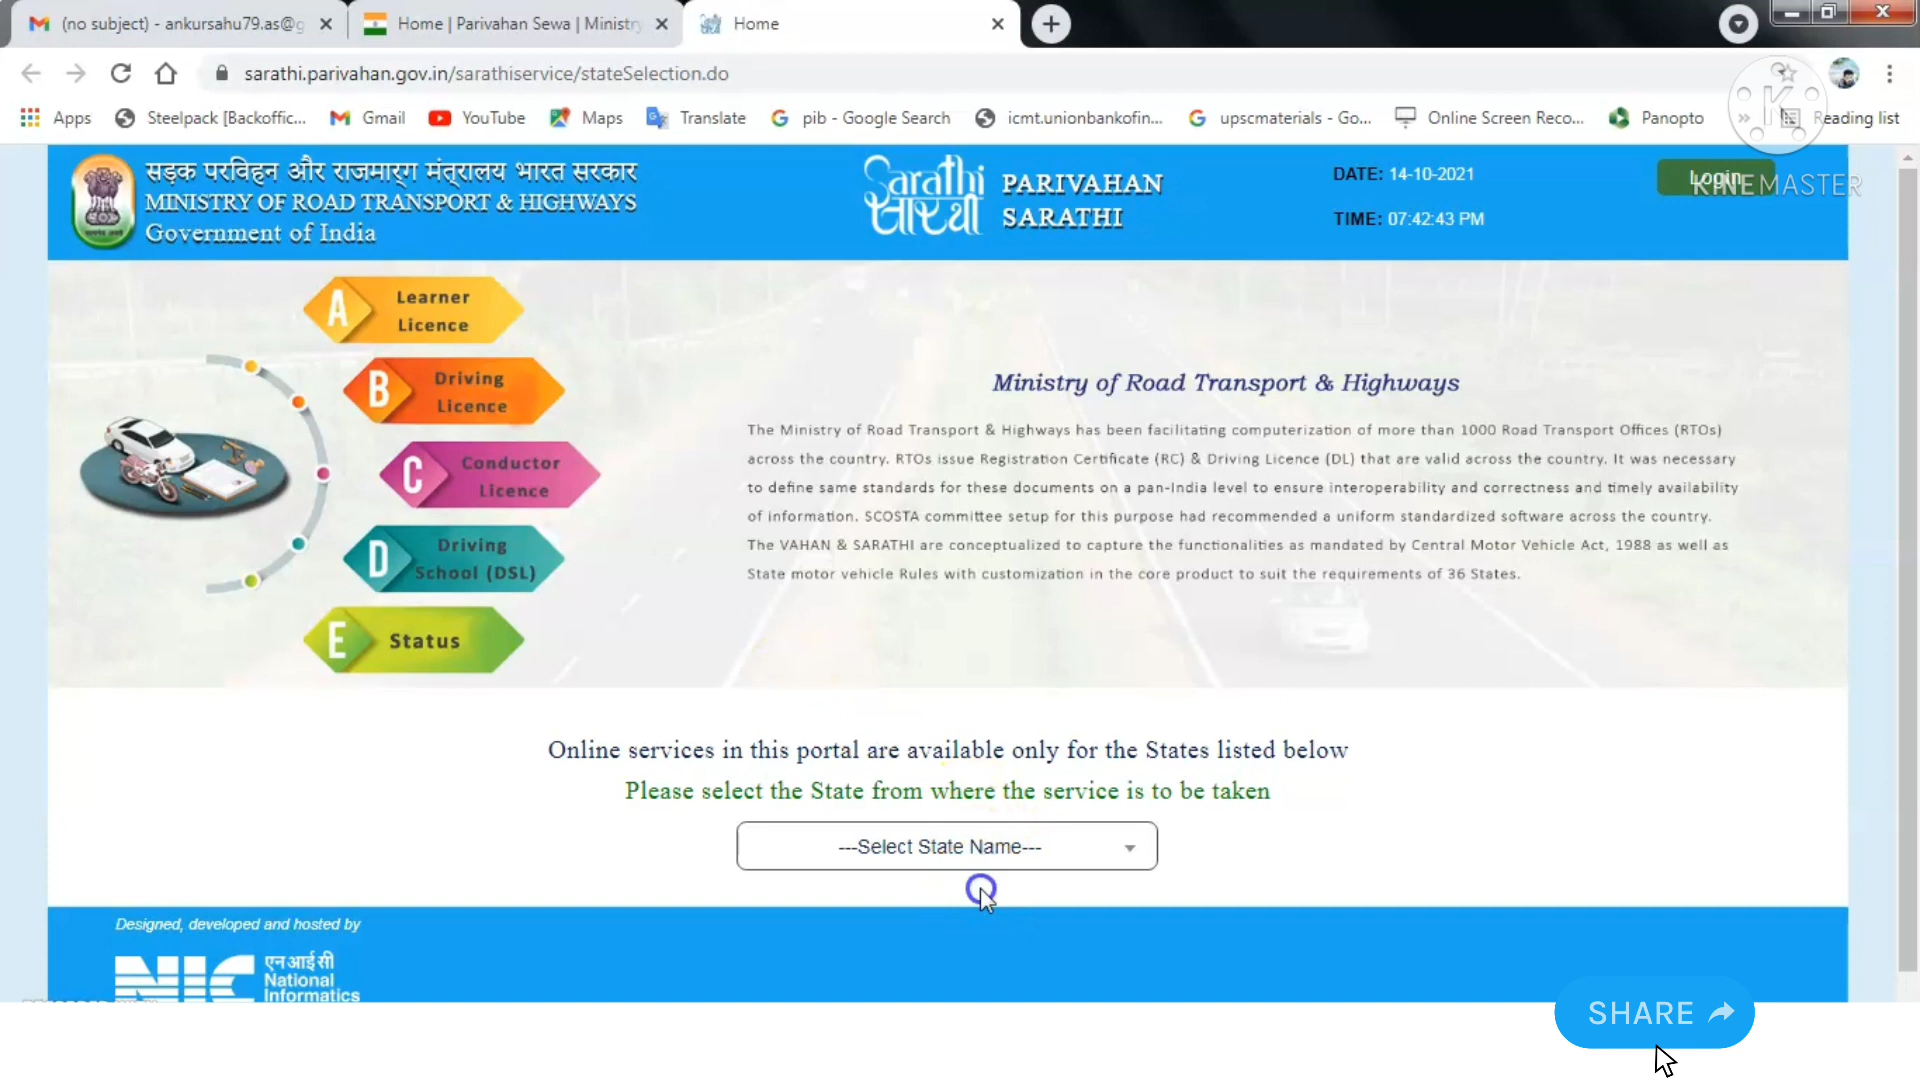 (no subject) - ankursahu79.as@g
Home | Parivahan Sewa | Ministry
Home
sarathi.parivahan.gov.in/sarathiservice/stateSelection.do
Apps
Steelpack [Backoffic...
Gmail
YouTube
Maps
Translate
pib - Google Search
icmt.unionbankofin...
upscmaterials - Go...
Online Screen Reco...
Panopto
»
Reading list
K
KINEMASTER
सड़क परविहन और राजमार्ग मंत्रालय भारत सरकार
MINISTRY OF ROAD TRANSPORT & HIGHWAYS
Government of India
Sarathi
सारथी
PARIVAHAN
SARATHI
DATE: 14-10-2021
TIME: 07:42:43 PM
Login
A
Learner
Licence
B
Driving
Licence
C
Conductor
Licence
D
Driving
School (DSL)
E
Status
Ministry of Road Transport & Highways
The Ministry of Road Transport & Highways has been facilitating computerization of more than 1000 Road Transport Offices (RTOs)
across the country. RTOs issue Registration Certificate (RC) & Driving Licence (DL) that are valid across the country. It was necessary
to define same standards for these documents on a pan-India level to ensure interoperability and correctness and timely availability
of information. SCOSTA committee setup for this purpose had recommended a uniform standardized software across the country.
The VAHAN & SARATHI are conceptualized to capture the functionalities as mandated by Central Motor Vehicle Act, 1988 as well as
State motor vehicle Rules with customization in the core product to suit the requirements of 36 States.
Online services in this portal are available only for the States listed below
Please select the State from where the service is to be taken
---Select State Name---
Designed, developed and hosted by
NIC
एन आई सी
National
Informatics
SHARE